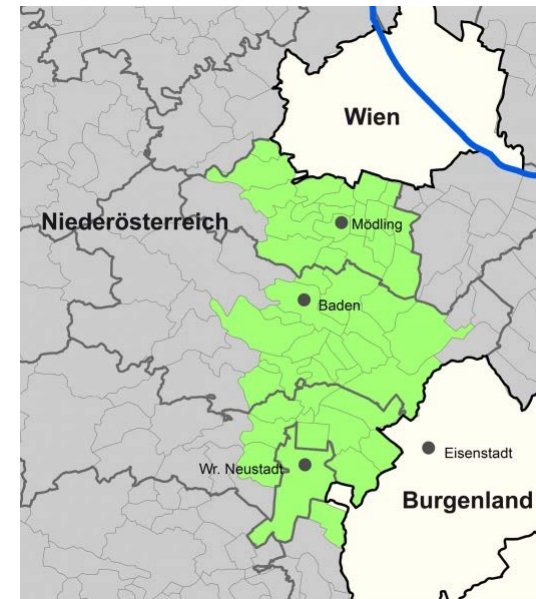 Wien
Niederösterreich
Mödling
Baden
Wr. Neustadt
Eisenstadt
Burgenland